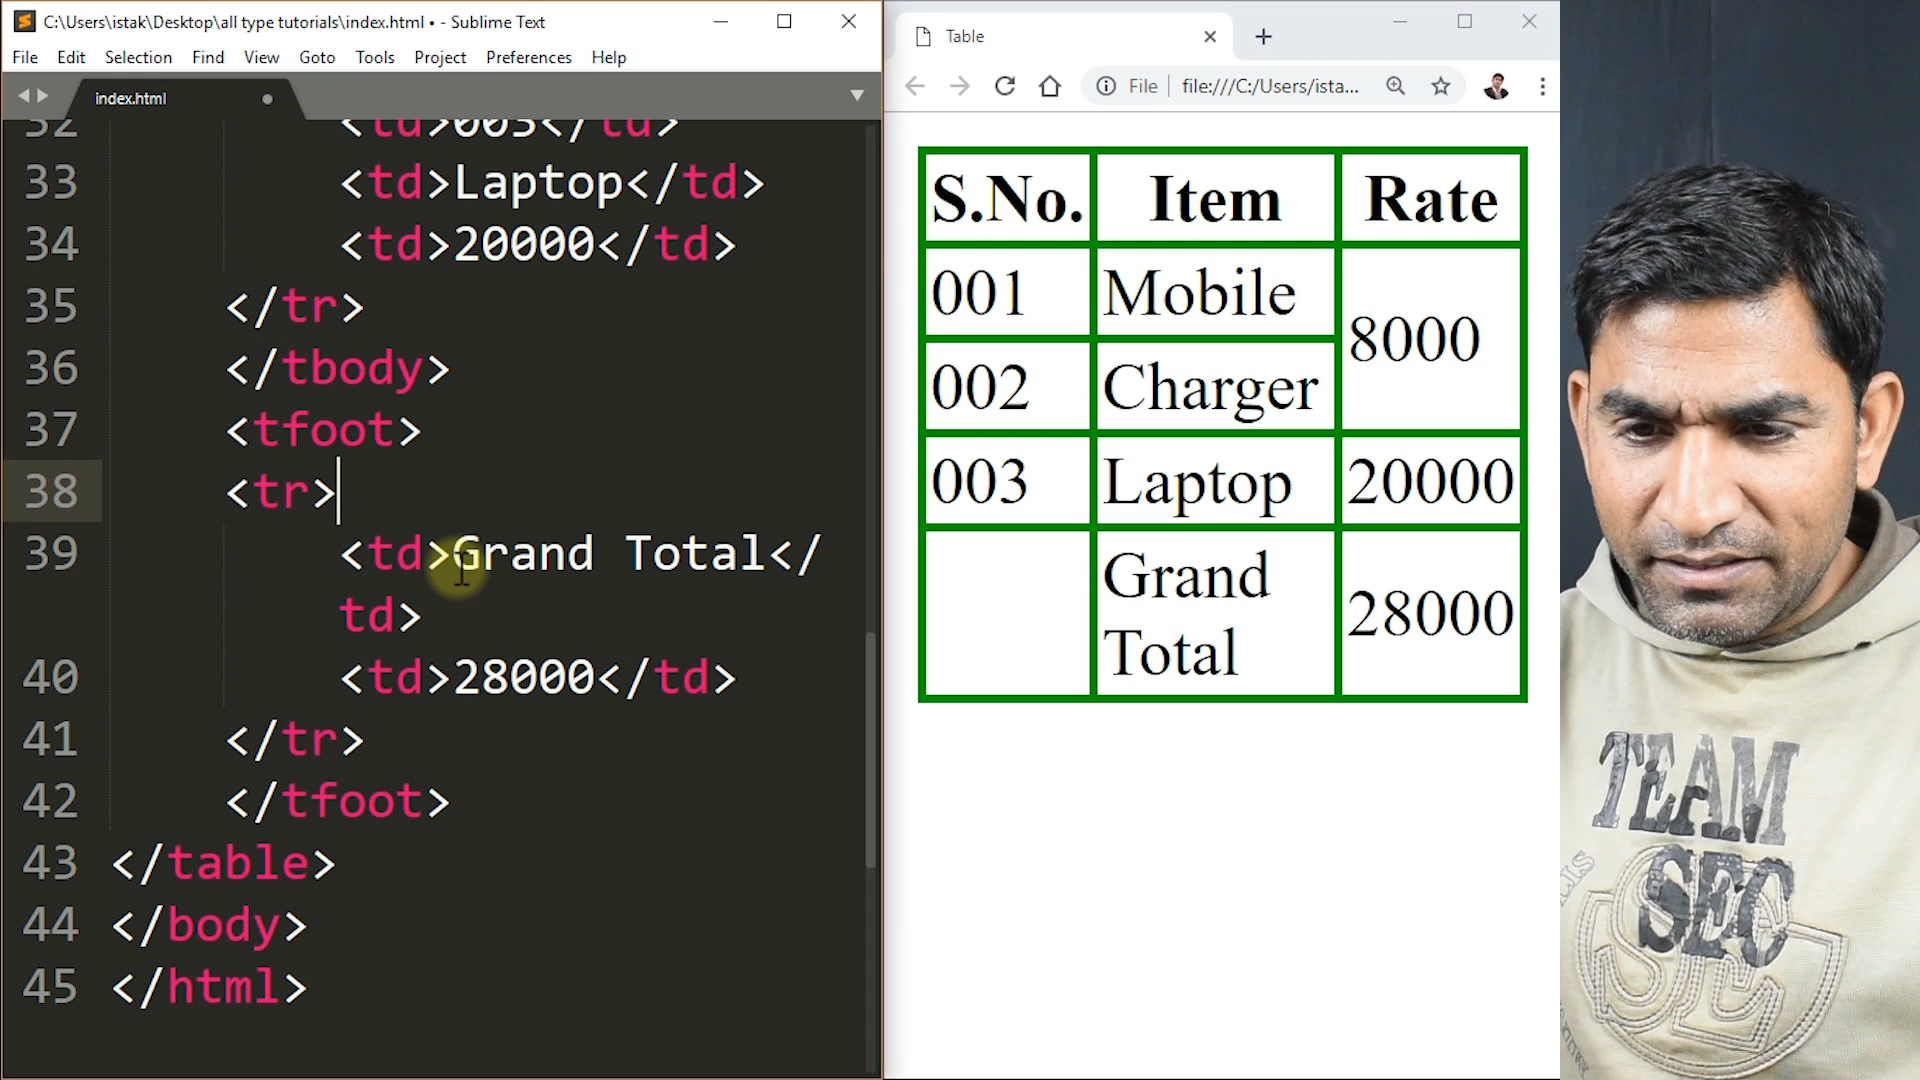 C:\Users\istak\Desktop\all type tutorials\index.html • - Sublime Text
File Edit Selection Find View Goto Tools Project Preferences Help
index.html
32 <td>003</td>
33 <td>Laptop</td>
34 <td>20000</td>
35 </tr>
36 </tbody>
37 <tfoot>
38 <tr>
39 <td>Grand Total</
td>
40 <td>28000</td>
41 </tr>
42 </tfoot>
43 </table>
44 </body>
45 </html>
Table
File file:///C:/Users/ista...
S.No. Item Rate
001 Mobile 8000
002 Charger
003 Laptop 20000
Grand
Total
28000
TEAM
SEC